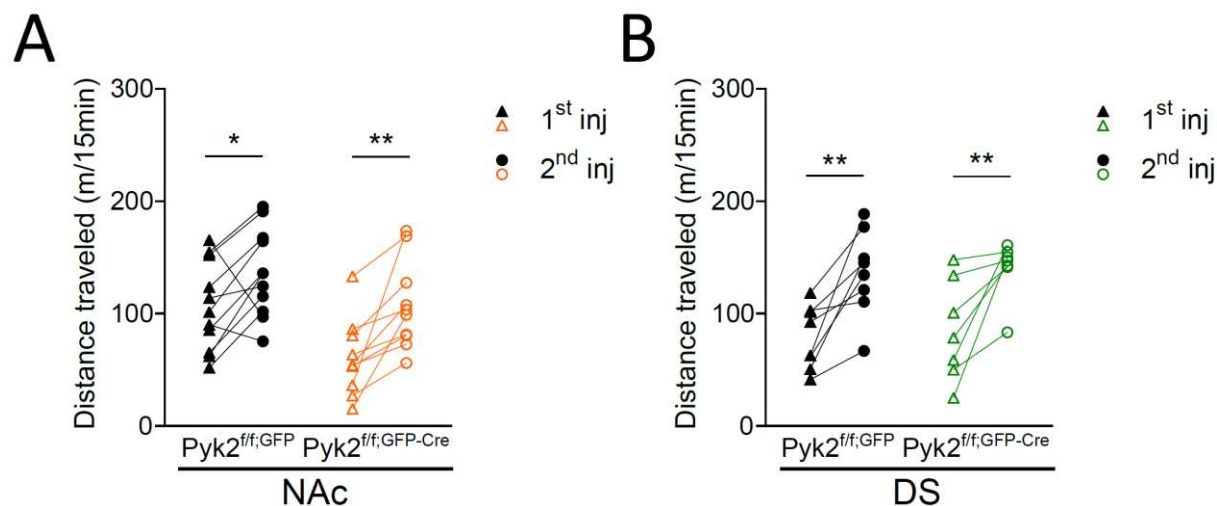 A
Distance traveled (m/15min)
300
200
100
0
*
**
1st inj
2nd inj
Pyk2f/f;GFP
Pyk2f/f;GFP-Cre
NAc
B
Distance traveled (m/15min)
300
200
100
0
**
**
1st inj
2nd inj
Pyk2f/f;GFP
Pyk2f/f;GFP-Cre
DS